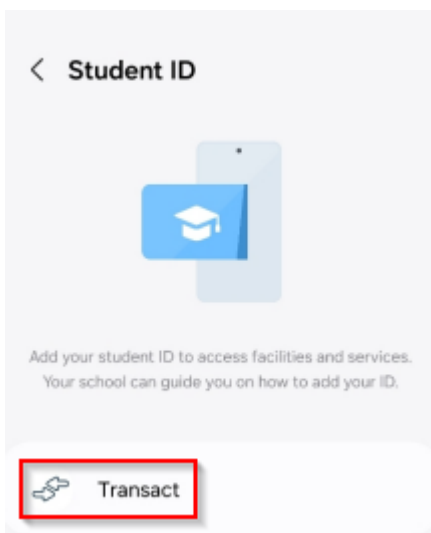 Student ID
Add your student ID to access facilities and services.
Your school can guide you on how to add your ID.
Transact